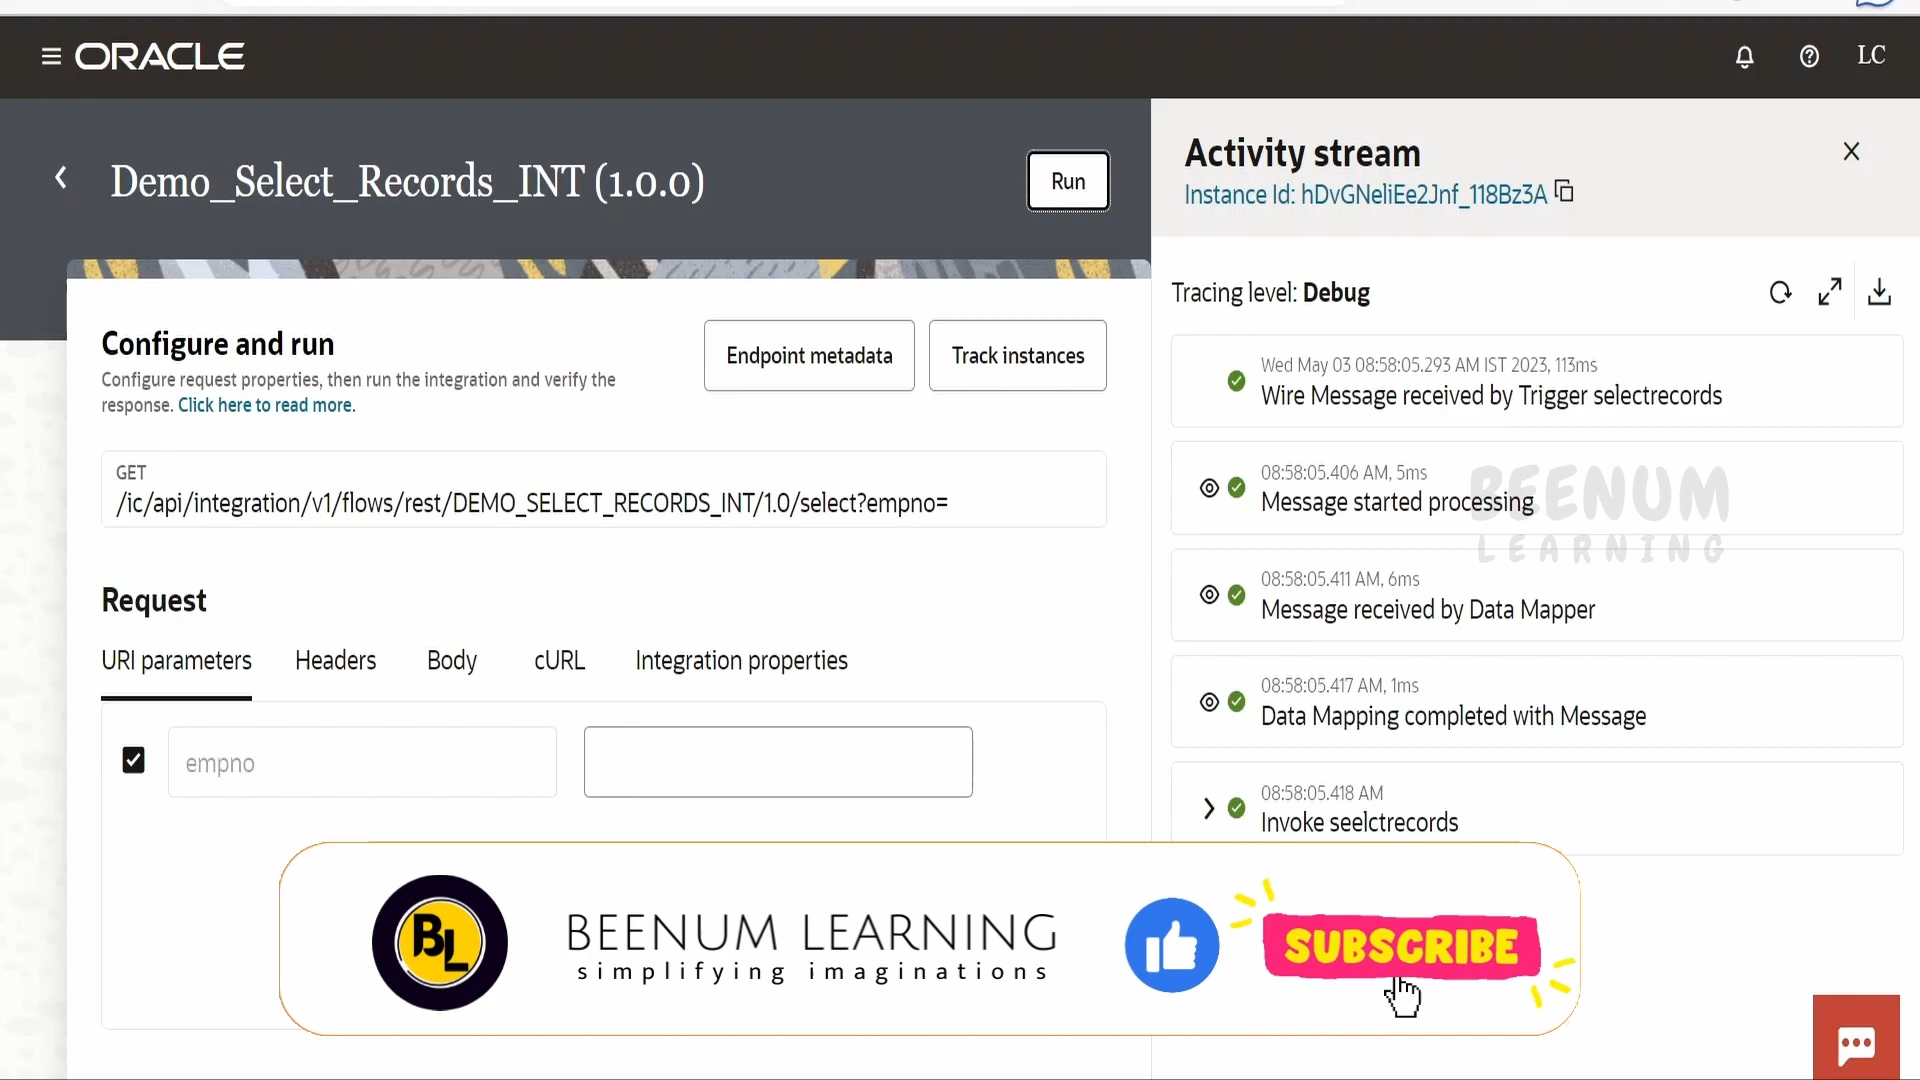 ORACLE
LC
Demo_Select_Records_INT (1.0.0)
Run
Configure and run
Configure request properties, then run the integration and verify the
response. Click here to read more.
Endpoint metadata
Track instances
GET
/ic/api/integration/v1/flows/rest/DEMO_SELECT_RECORDS_INT/1.0/select?empno=
Request
URI parameters
Headers
Body
cURL
Integration properties
empno
Activity stream
Instance Id: hDvGNeliEe2Jnf_118Bz3A
Tracing level: Debug
Wed May 03 08:58:05.293 AM IST 2023, 113ms
Wire Message received by Trigger selectrecords
08:58:05.406 AM, 5ms
Message started processing
08:58:05.411 AM, 6ms
Message received by Data Mapper
08:58:05.417 AM, 1ms
Data Mapping completed with Message
08:58:05.418 AM
Invoke seelctrecords
BEENUM
LEARNING
BL
BEENUM LEARNING
simplifying imaginations
SUBSCRIBE